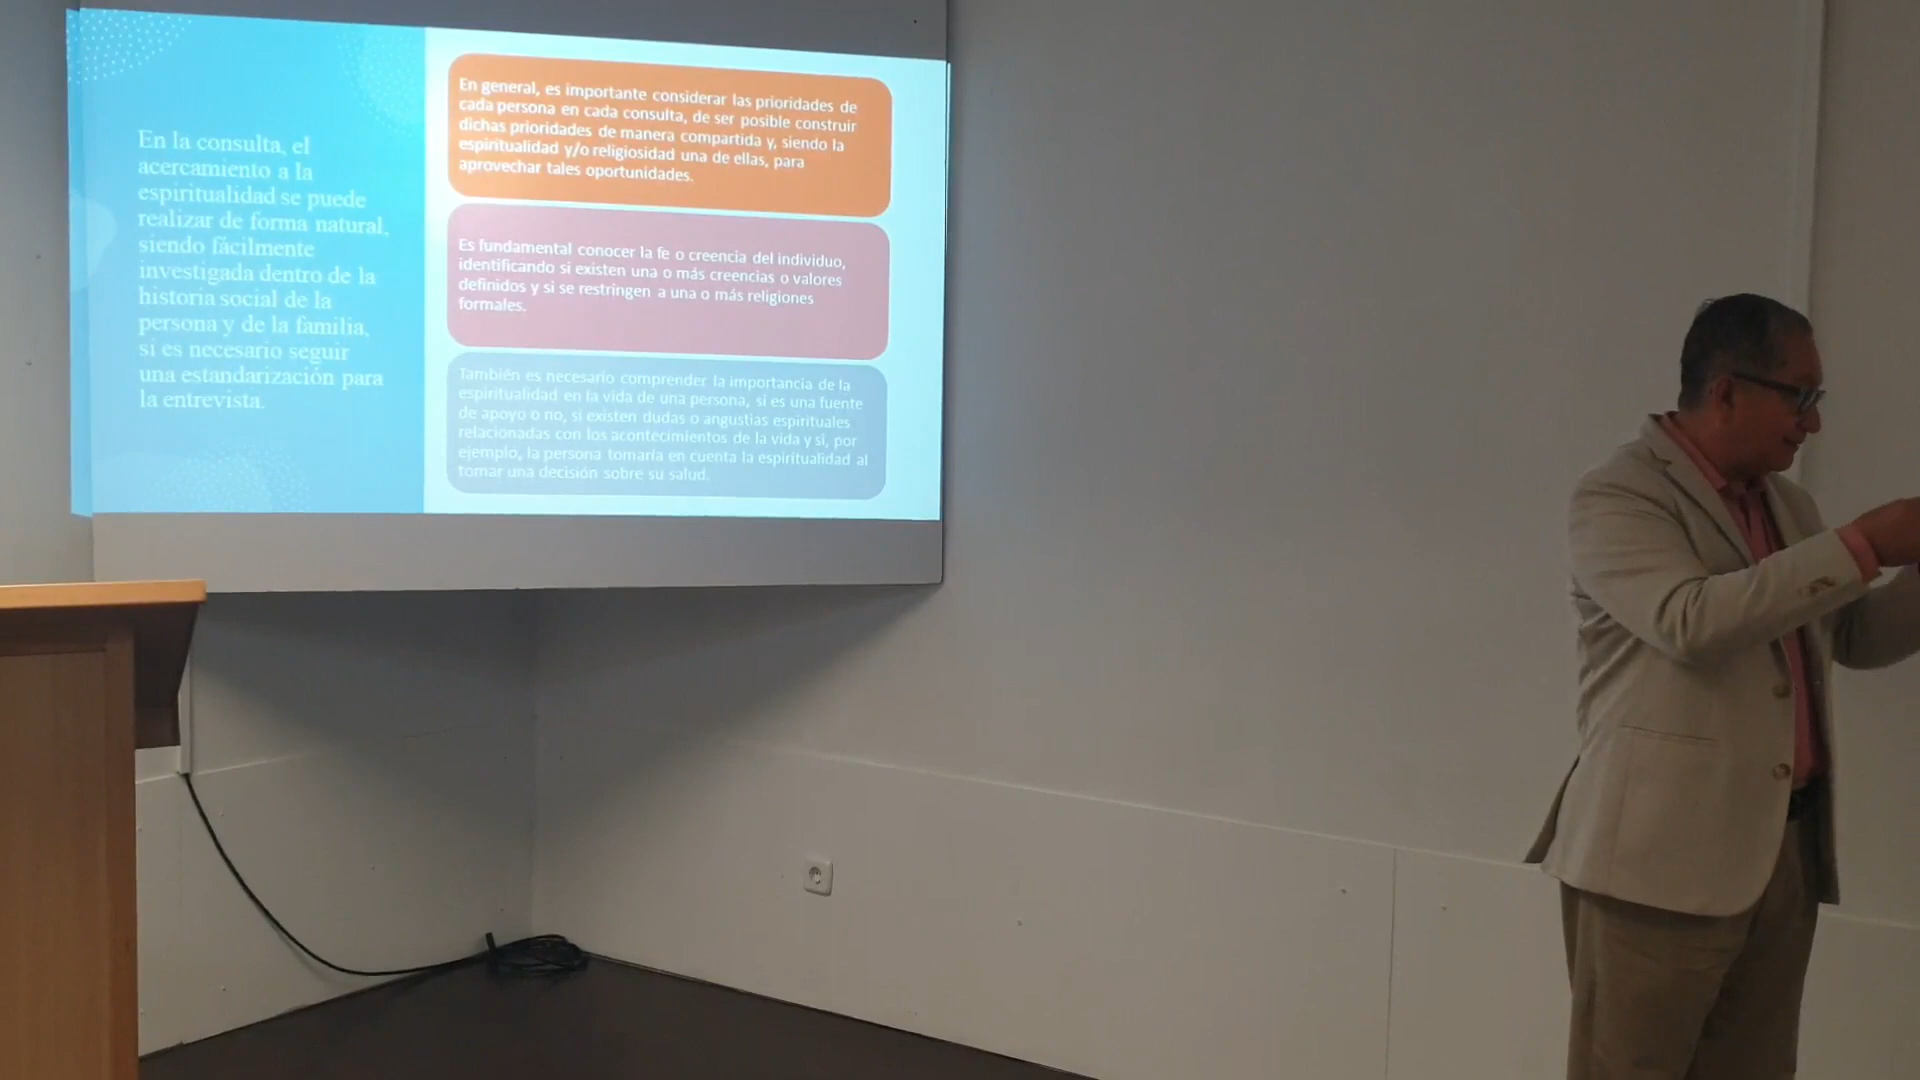 En la consulta, el
acercamiento a la
espiritualidad se puede
realizar de forma natural,
siendo fácilmente
investigada dentro de la
historia social de la
persona y de la familia,
si es necesario seguir
una estandarización para
la entrevista.
En general, es importante considerar las prioridades de
cada persona en cada consulta, de ser posible construir
dichas prioridades de manera compartida y, siendo la
espiritualidad y/o religiosidad una de ellas, para
aprovechar tales oportunidades.
Es fundamental conocer la fe o creencia del individuo,
identificando si existen una o más creencias o valores
definidos y si se restringen a una o más religiones
formales.
También es necesario comprender la importancia de la
espiritualidad en la vida de una persona, si es una fuente
de apoyo o no, si existen dudas o angustias espirituales
relacionadas con los acontecimientos de la vida y si, por
ejemplo, la persona tomaría en cuenta la espiritualidad al
tomar una decisión sobre su salud.